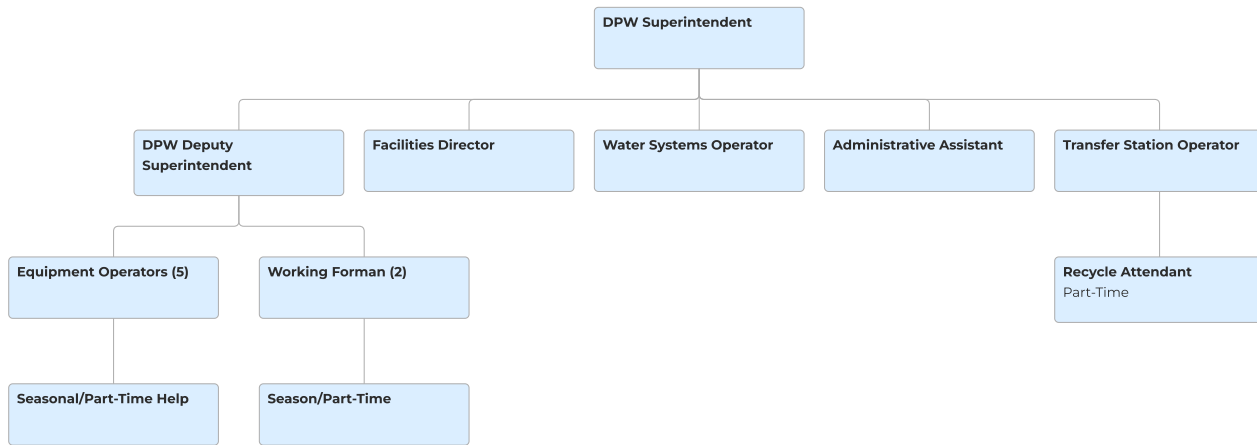 DPW Superintendent
DPW Deputy
Superintendent
Facilities Director
Water Systems Operator
Administrative Assistant
Transfer Station Operator
Equipment Operators (5)
Working Forman (2)
Recycle Attendant
Part-Time
Seasonal/Part-Time Help
Season/Part-Time